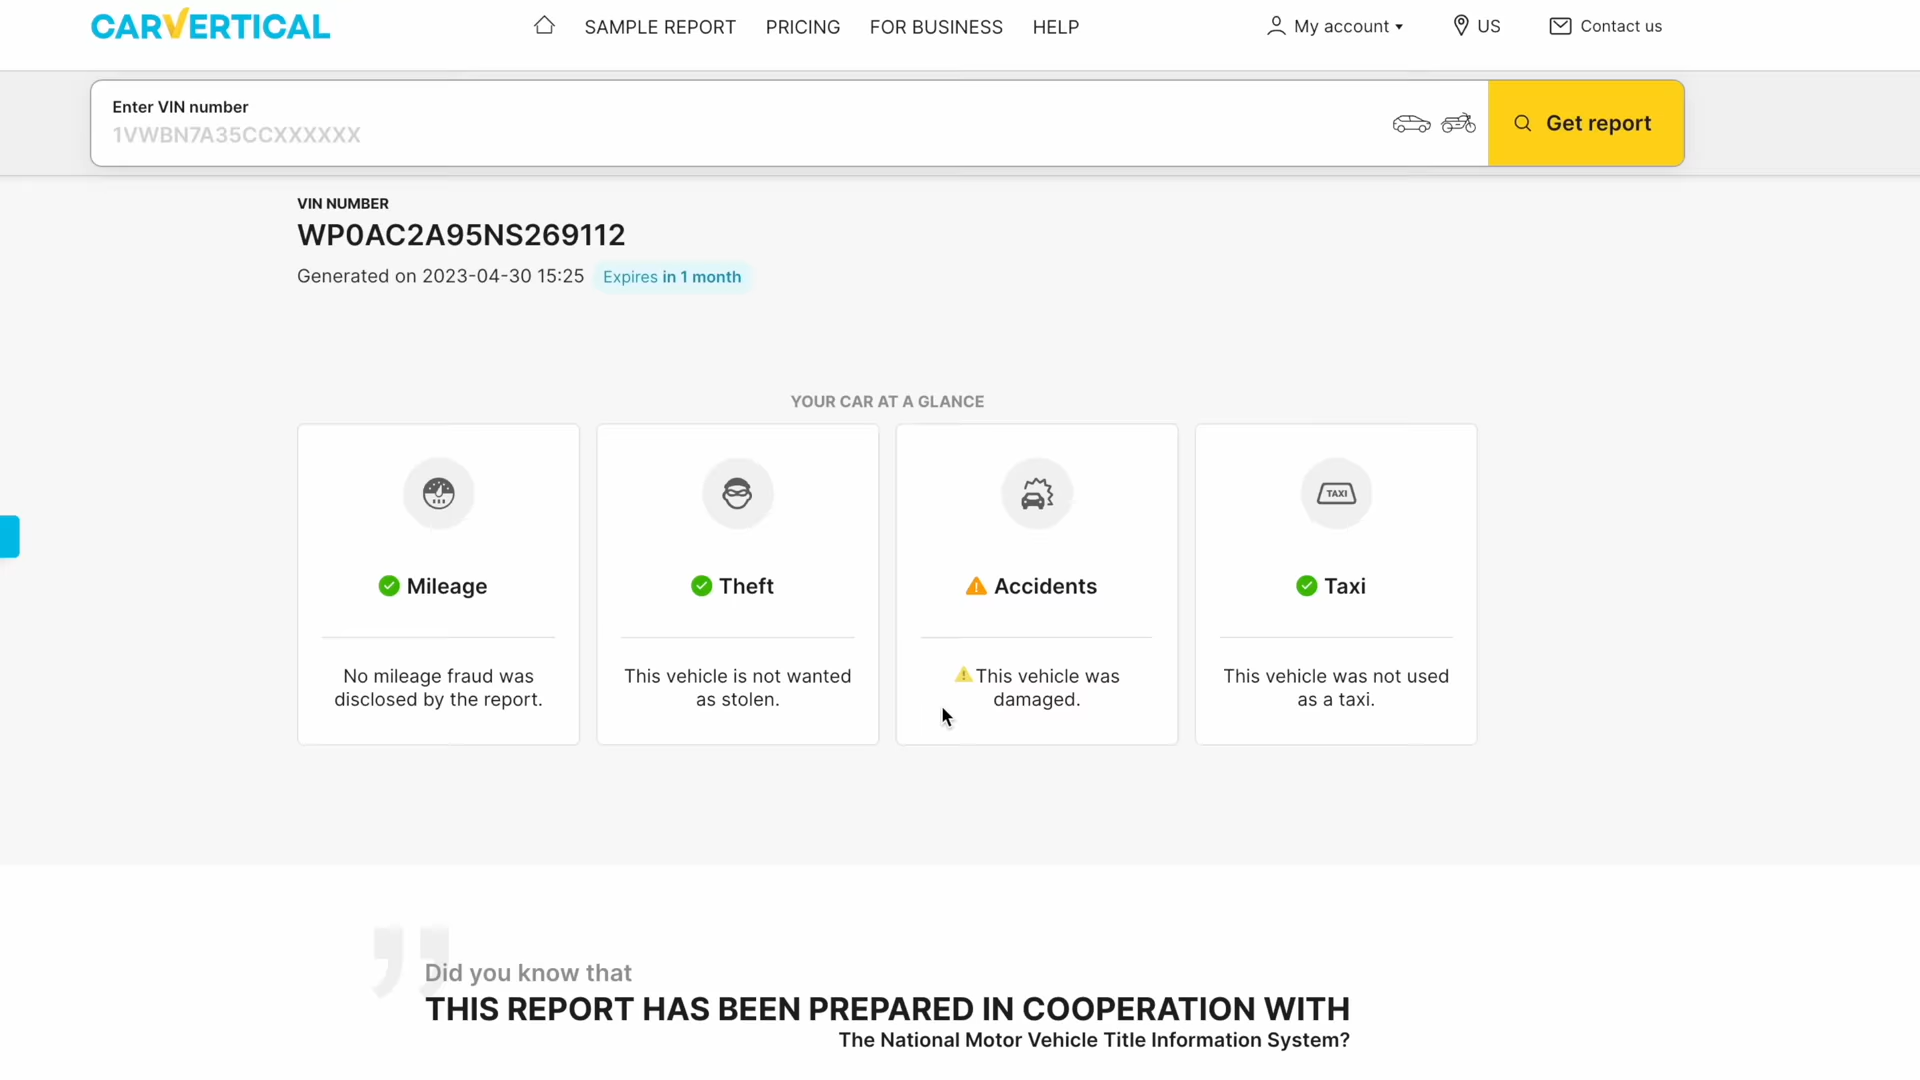 CARVERTICAL
SAMPLE REPORT
PRICING
FOR BUSINESS
HELP
My account
US
Contact us
Enter VIN number
1VWBN7A35CCXXXXXX
Get report
VIN NUMBER
WP0AC2A95NS269112
Generated on 2023-04-30 15:25
Expires in 1 month
YOUR CAR AT A GLANCE
Mileage
No mileage fraud was
disclosed by the report.
Theft
This vehicle is not wanted
as stolen.
Accidents
This vehicle was
damaged.
TAXI
Taxi
This vehicle was not used
as a taxi.
Did you know that
THIS REPORT HAS BEEN PREPARED IN COOPERATION WITH
The National Motor Vehicle Title Information System?